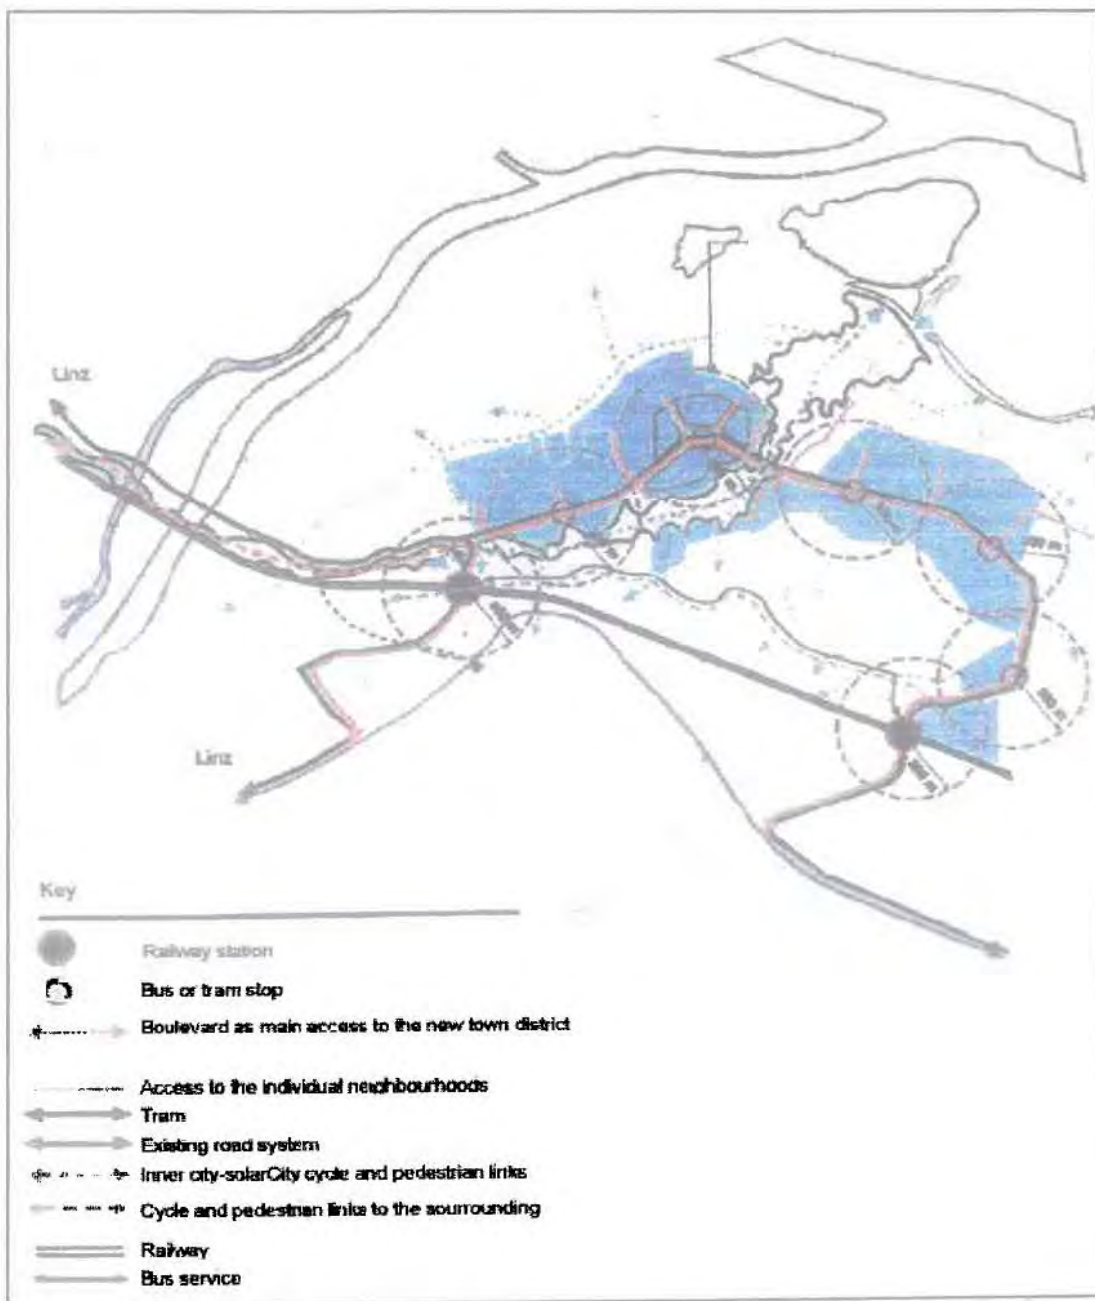 Linz
Linz
Key
Railway station
Bus or tram stop
Boulevard as main access to the new town district
Access to the individual neighbourhoods
Tram
Existing road system
Inner city-solarCity cycle and pedestrian links
Cycle and pedestrian links to the sourrounding
Railway
Bus service